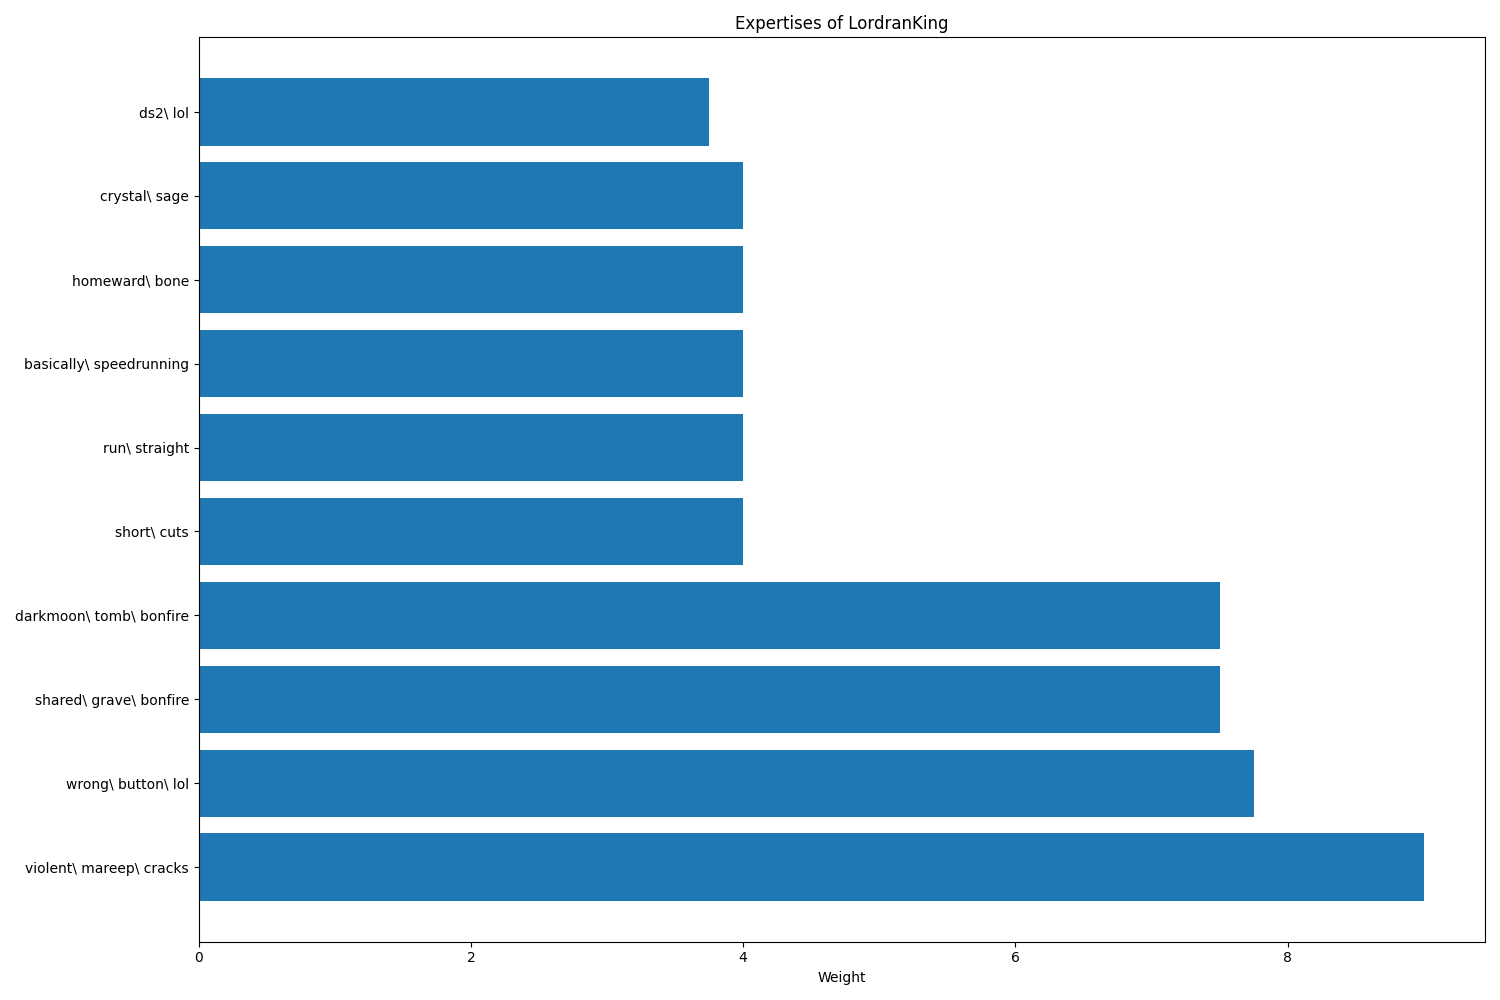 Expertises of LordranKing
ds2\ lol
crystal\ sage
homeward\ bone
basically\ speedrunning
run\ straight
short\ cuts
darkmoon\ tomb\ bonfire
shared\ grave\ bonfire
wrong\ button\ lol
violent\ mareep\ cracks
0 2 4 6 8
Weight